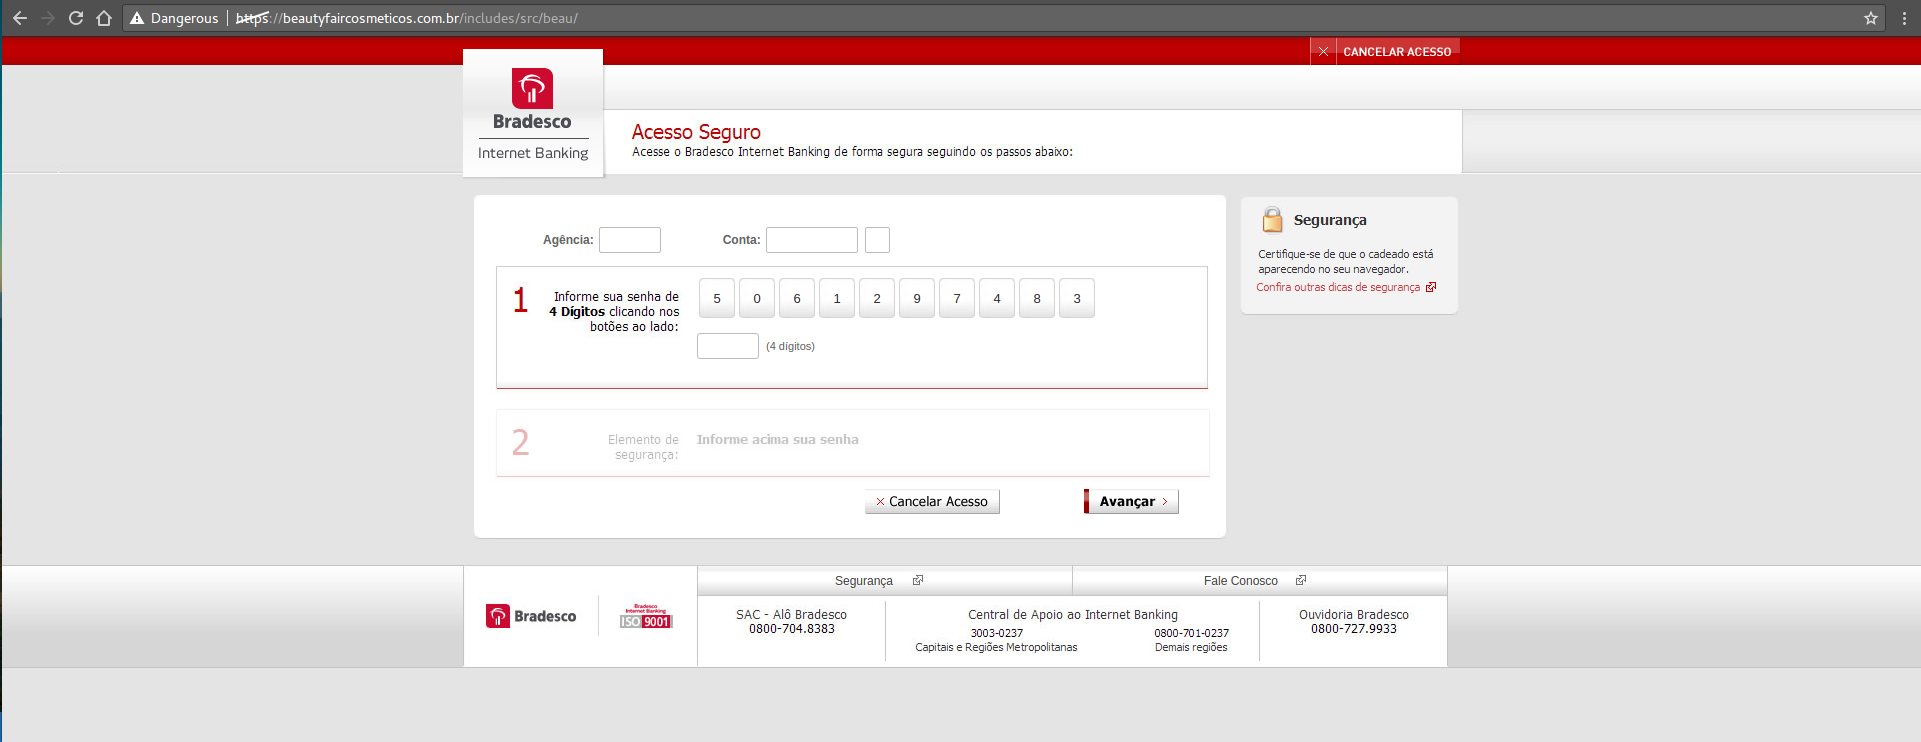 Dangerous
https://beautyfaircosmeticos.com.br/includes/src/beau/
CANCELAR ACESSO
Bradesco
Internet Banking
Acesso Seguro
Acesse o Bradesco Internet Banking de forma segura seguindo os passos abaixo:
Agência:
Conta:
1
Informe sua senha de
4 Dígitos clicando nos
botões ao lado:
5 0 6 1 2 9 7 4 8 3
(4 dígitos)
2
Elemento de
segurança:
Informe acima sua senha
Cancelar Acesso
Avançar
Segurança
Certifique-se de que o cadeado está
aparecendo no seu navegador.
Confira outras dicas de segurança
Bradesco
Bradesco
Internet Banking
ISO 9001
Segurança
Fale Conosco
SAC - Alô Bradesco
0800-704.8383
Central de Apoio ao Internet Banking
3003-0237
Capitais e Regiões Metropolitanas
0800-701-0237
Demais regiões
Ouvidoria Bradesco
0800-727.9933